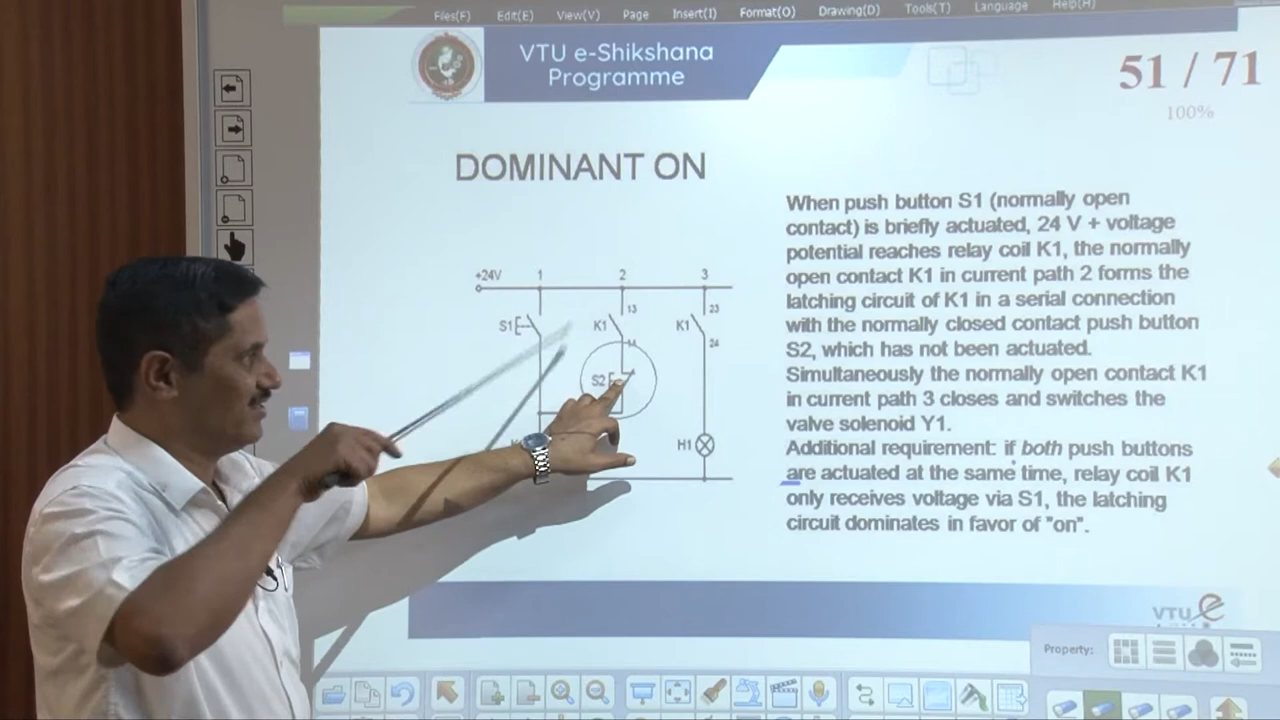 Files(F) Edit(E) View(V) Page Insert(I) Format(O) Drawing(D) Tools(T) Language Help(H)
VTU e-Shikshana
Programme
51 / 71
100%
DOMINANT ON
+24V 1 2 3
13 23
S1 K1 K1
14 24
S2
H1
When push button S1 (normally open
contact) is briefly actuated, 24 V + voltage
potential reaches relay coil K1, the normally
open contact K1 in current path 2 forms the
latching circuit of K1 in a serial connection
with the normally closed contact push button
S2, which has not been actuated.
Simultaneously the normally open contact K1
in current path 3 closes and switches the
valve solenoid Y1.
Additional requirement: if both push buttons
are actuated at the same time, relay coil K1
only receives voltage via S1, the latching
circuit dominates in favor of "on".
VTU e
Property: